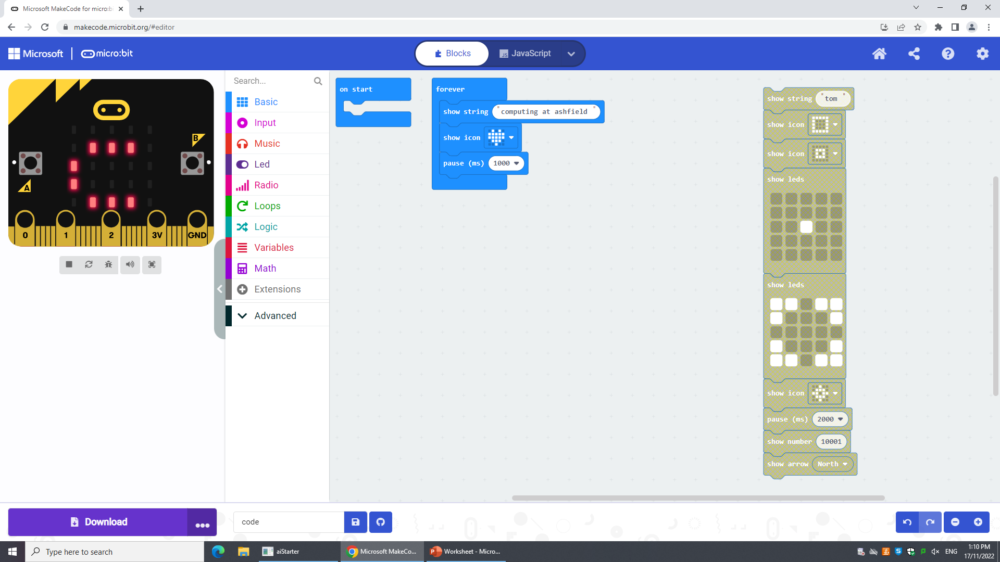 Microsoft MakeCode for micro:b
makecode.microbit.org/#editor
Microsoft
micro:bit
Blocks
JS
JavaScript
B
A
0
1
2
3V
GND
Search...
Basic
Input
Music
Led
Radio
Loops
Logic
Variables
Math
Extensions
Advanced
on start
forever
show string "computing at ashfield "
show icon
pause (ms) 1000
show string "tom "
show icon
show icon
show leds
show leds
show icon
pause (ms) 2000
show number 10001
show arrow North
Download
code
Type here to search
aiStarter
Microsoft MakeCo...
Worksheet - Micro...
ENG
1:10 PM
17/11/2022